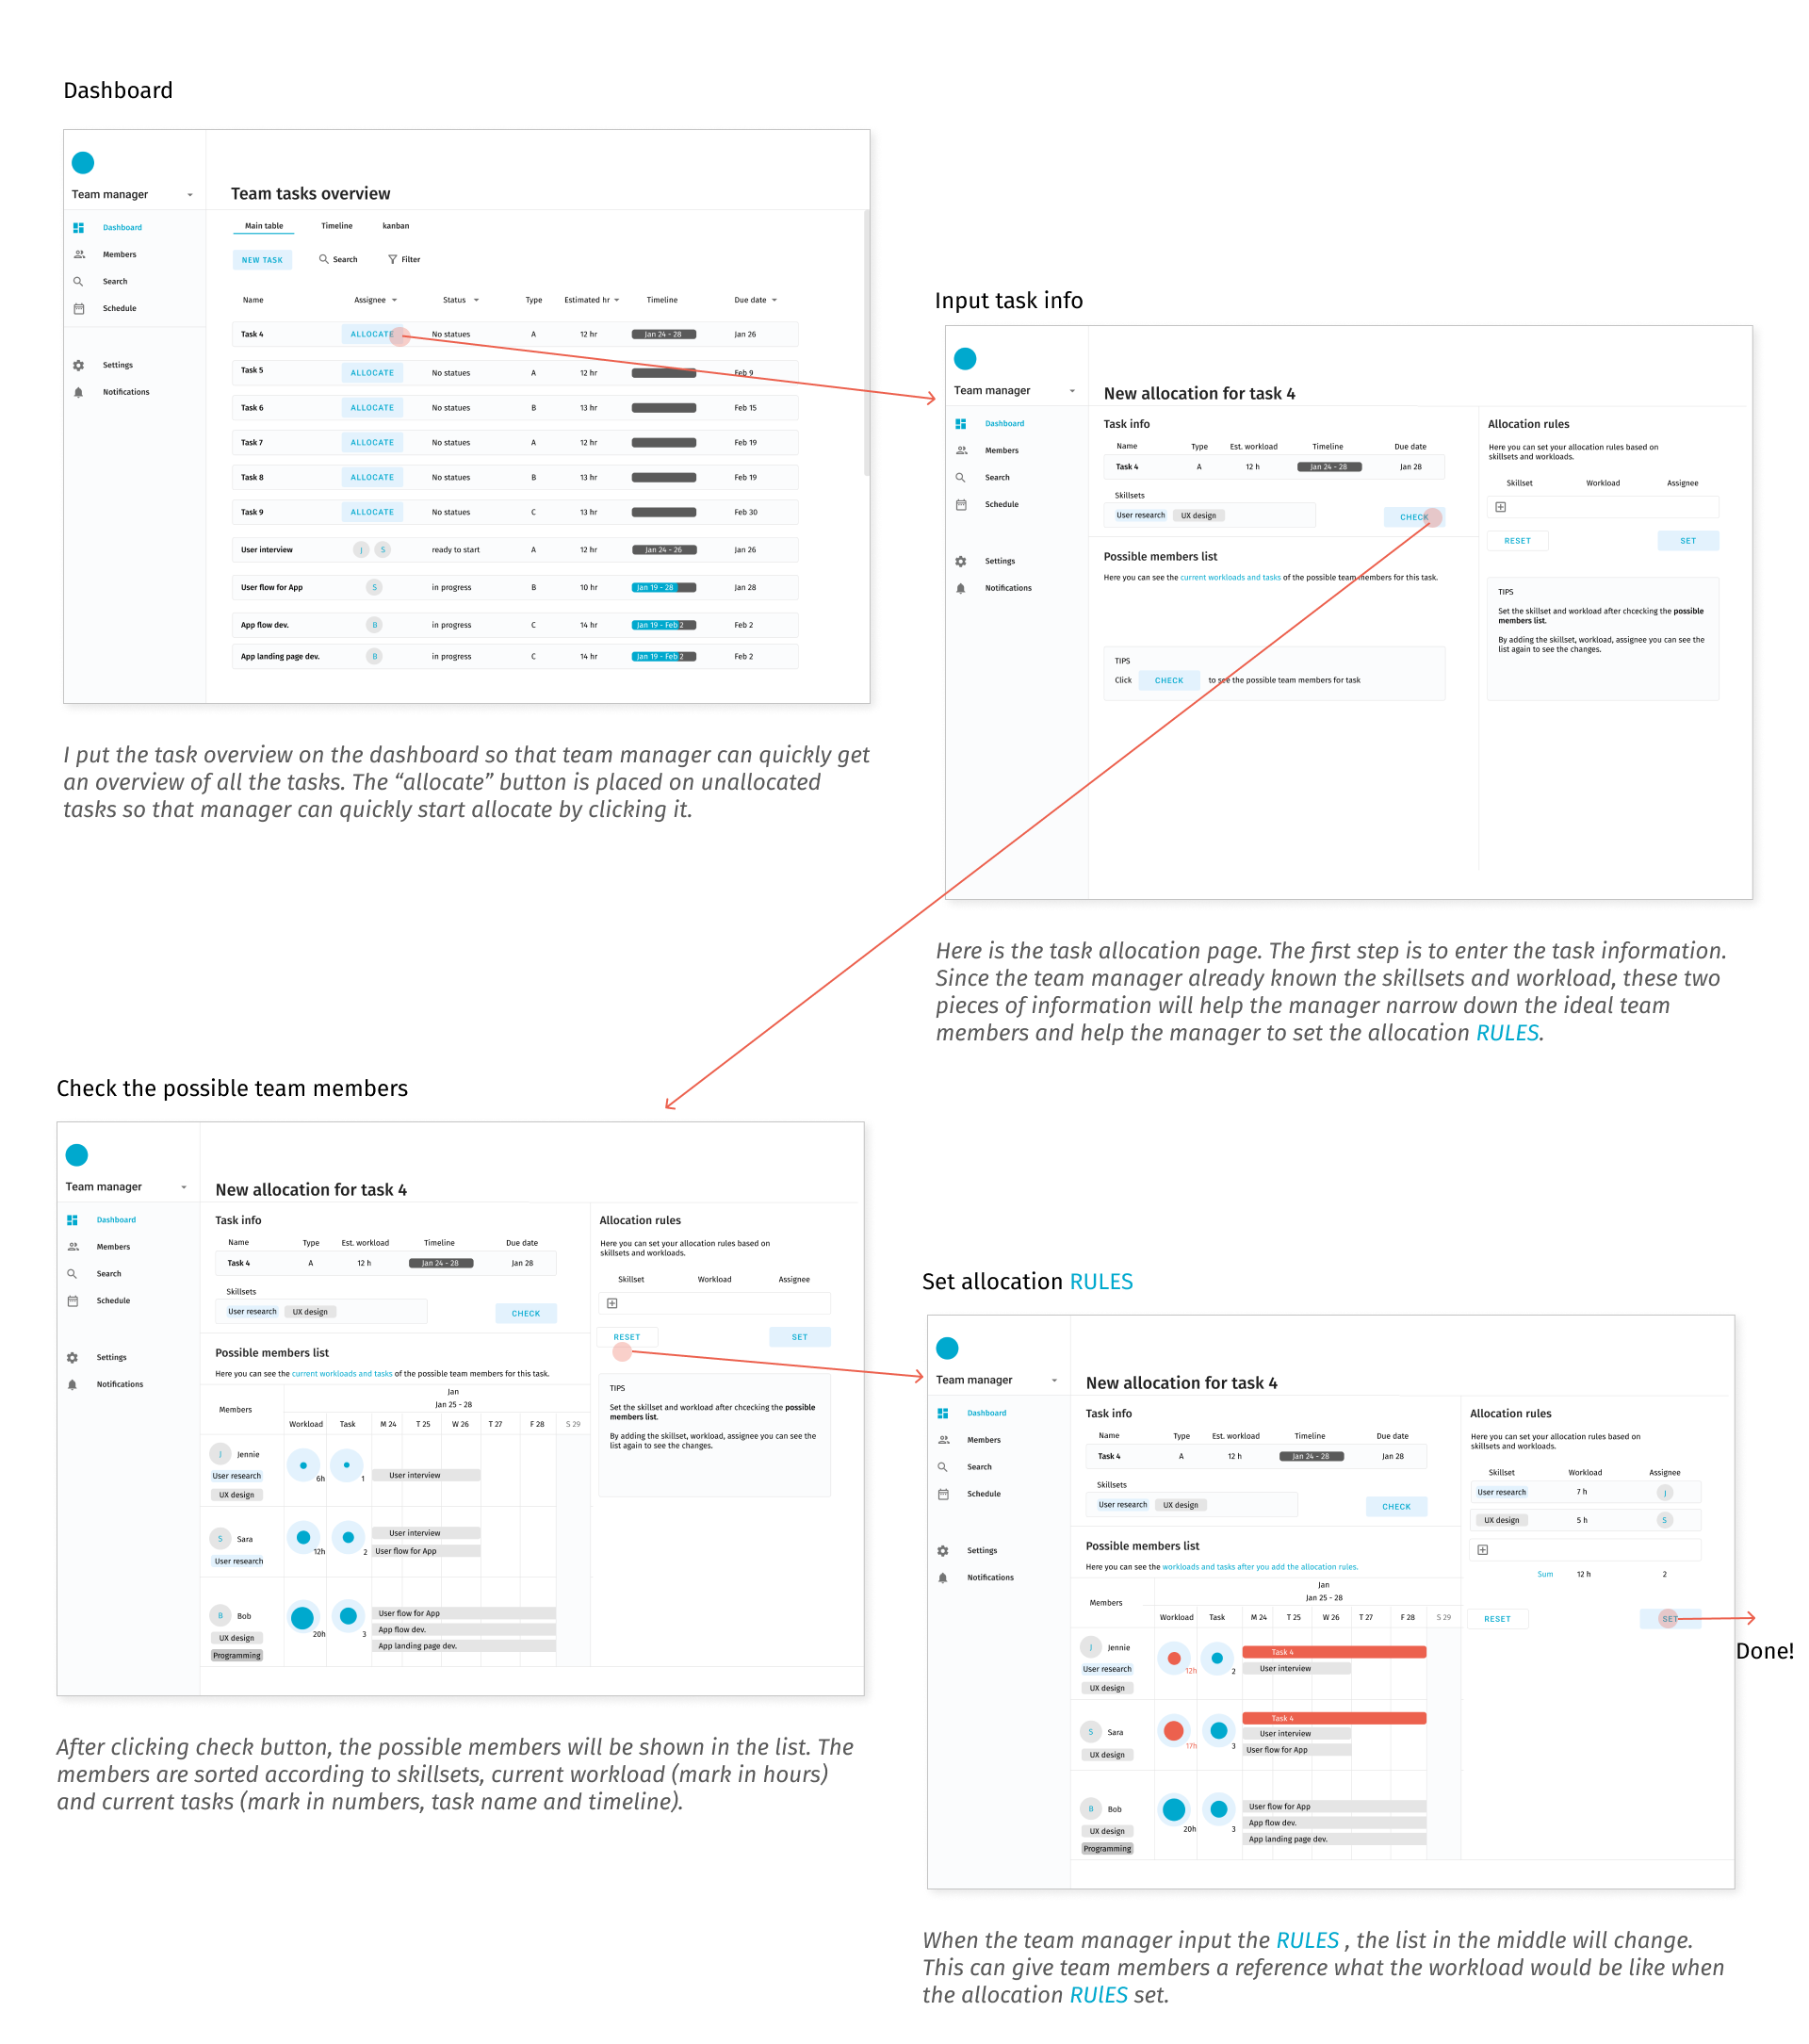 Dashboard
Team manager
Team tasks overview
Dashboard
Members
Search
Schedule
Settings
Notifications
Main table Timeline kanban
NEW TASK Search Filter
Name Assignee Status Type Estimated hr Timeline Due date
Task 4 ALLOCATE No statues A 12 hr Jan 24 - 28 Jan 26
Task 5 ALLOCATE No statues A 12 hr Feb 9
Task 6 ALLOCATE No statues B 13 hr Feb 15
Task 7 ALLOCATE No statues A 12 hr Feb 19
Task 8 ALLOCATE No statues B 13 hr Feb 19
Task 9 ALLOCATE No statues C 13 hr Feb 30
User interview J S ready to start A 12 hr Jan 24 - 26 Jan 26
User flow for App S in progress B 10 hr Jan 19 - 28 Jan 28
App flow dev. B in progress C 14 hr Jan 19 - Feb 2 Feb 2
App landing page dev. B in progress C 14 hr Jan 19 - Feb 2 Feb 2
I put the task overview on the dashboard so that team manager can quickly get
an overview of all the tasks. The “allocate” button is placed on unallocated
tasks so that manager can quickly start allocate by clicking it.
Input task info
Team manager
New allocation for task 4
Dashboard
Members
Search
Schedule
Settings
Notifications
Task info
Name Type Est. workload Timeline Due date
Task 4 A 12 h Jan 24 - 28 Jan 28
Skillsets
User research UX design CHECK
Possible members list
Here you can see the current workloads and tasks of the possible team members for this task.
TIPS
Click CHECK to see the possible team members for task
Allocation rules
Here you can set your allocation rules based on
skillsets and workloads.
Skillset Workload Assignee
RESET SET
TIPS
Set the skillset and workload after chcecking the possible
members list.
By adding the skillset, workload, assignee you can see the
list again to see the changes.
Here is the task allocation page. The first step is to enter the task information.
Since the team manager already known the skillsets and workload, these two
pieces of information will help the manager narrow down the ideal team
members and help the manager to set the allocation RULES.
Check the possible team members
Team manager
New allocation for task 4
Dashboard
Members
Search
Schedule
Settings
Notifications
Task info
Name Type Est. workload Timeline Due date
Task 4 A 12 h Jan 24 - 28 Jan 28
Skillsets
User research UX design CHECK
Possible members list
Here you can see the current workloads and tasks of the possible team members for this task.
Jan
Members Jan 25 - 28
Workload Task M 24 T 25 W 26 T 27 F 28 S 29
J Jennie
User research 6h 1 User interview
UX design
User interview
S Sara 12h 2 User flow for App
User research
B Bob User flow for App
UX design 20h 3 App flow dev.
Programming App landing page dev.
Allocation rules
Here you can set your allocation rules based on
skillsets and workloads.
Skillset Workload Assignee
RESET SET
TIPS
Set the skillset and workload after chcecking the possible
members list.
By adding the skillset, workload, assignee you can see the
list again to see the changes.
After clicking check button, the possible members will be shown in the list. The
members are sorted according to skillsets, current workload (mark in hours)
and current tasks (mark in numbers, task name and timeline).
Set allocation RULES
Team manager
New allocation for task 4
Dashboard
Members
Search
Schedule
Settings
Notifications
Task info
Name Type Est. workload Timeline Due date
Task 4 A 12 h Jan 24 - 28 Jan 28
Skillsets
User research UX design CHECK
Possible members list
Here you can see the workloads and tasks after you add the allocation rules.
Jan
Members Jan 25 - 28
Workload Task M 24 T 25 W 26 T 27 F 28 S 29
J Jennie Task 4
User research 12h 2 User interview
UX design
Task 4
S Sara User interview
UX design 17h 3 User flow for App
B Bob User flow for App
UX design 20h 3 App flow dev.
Programming App landing page dev.
Allocation rules
Here you can set your allocation rules based on
skillsets and workloads.
Skillset Workload Assignee
User research 7 h J
UX design 5 h S
Sum 12 h 2
RESET SET
Done!
When the team manager input the RULES , the list in the middle will change.
This can give team members a reference what the workload would be like when
the allocation RUlES set.